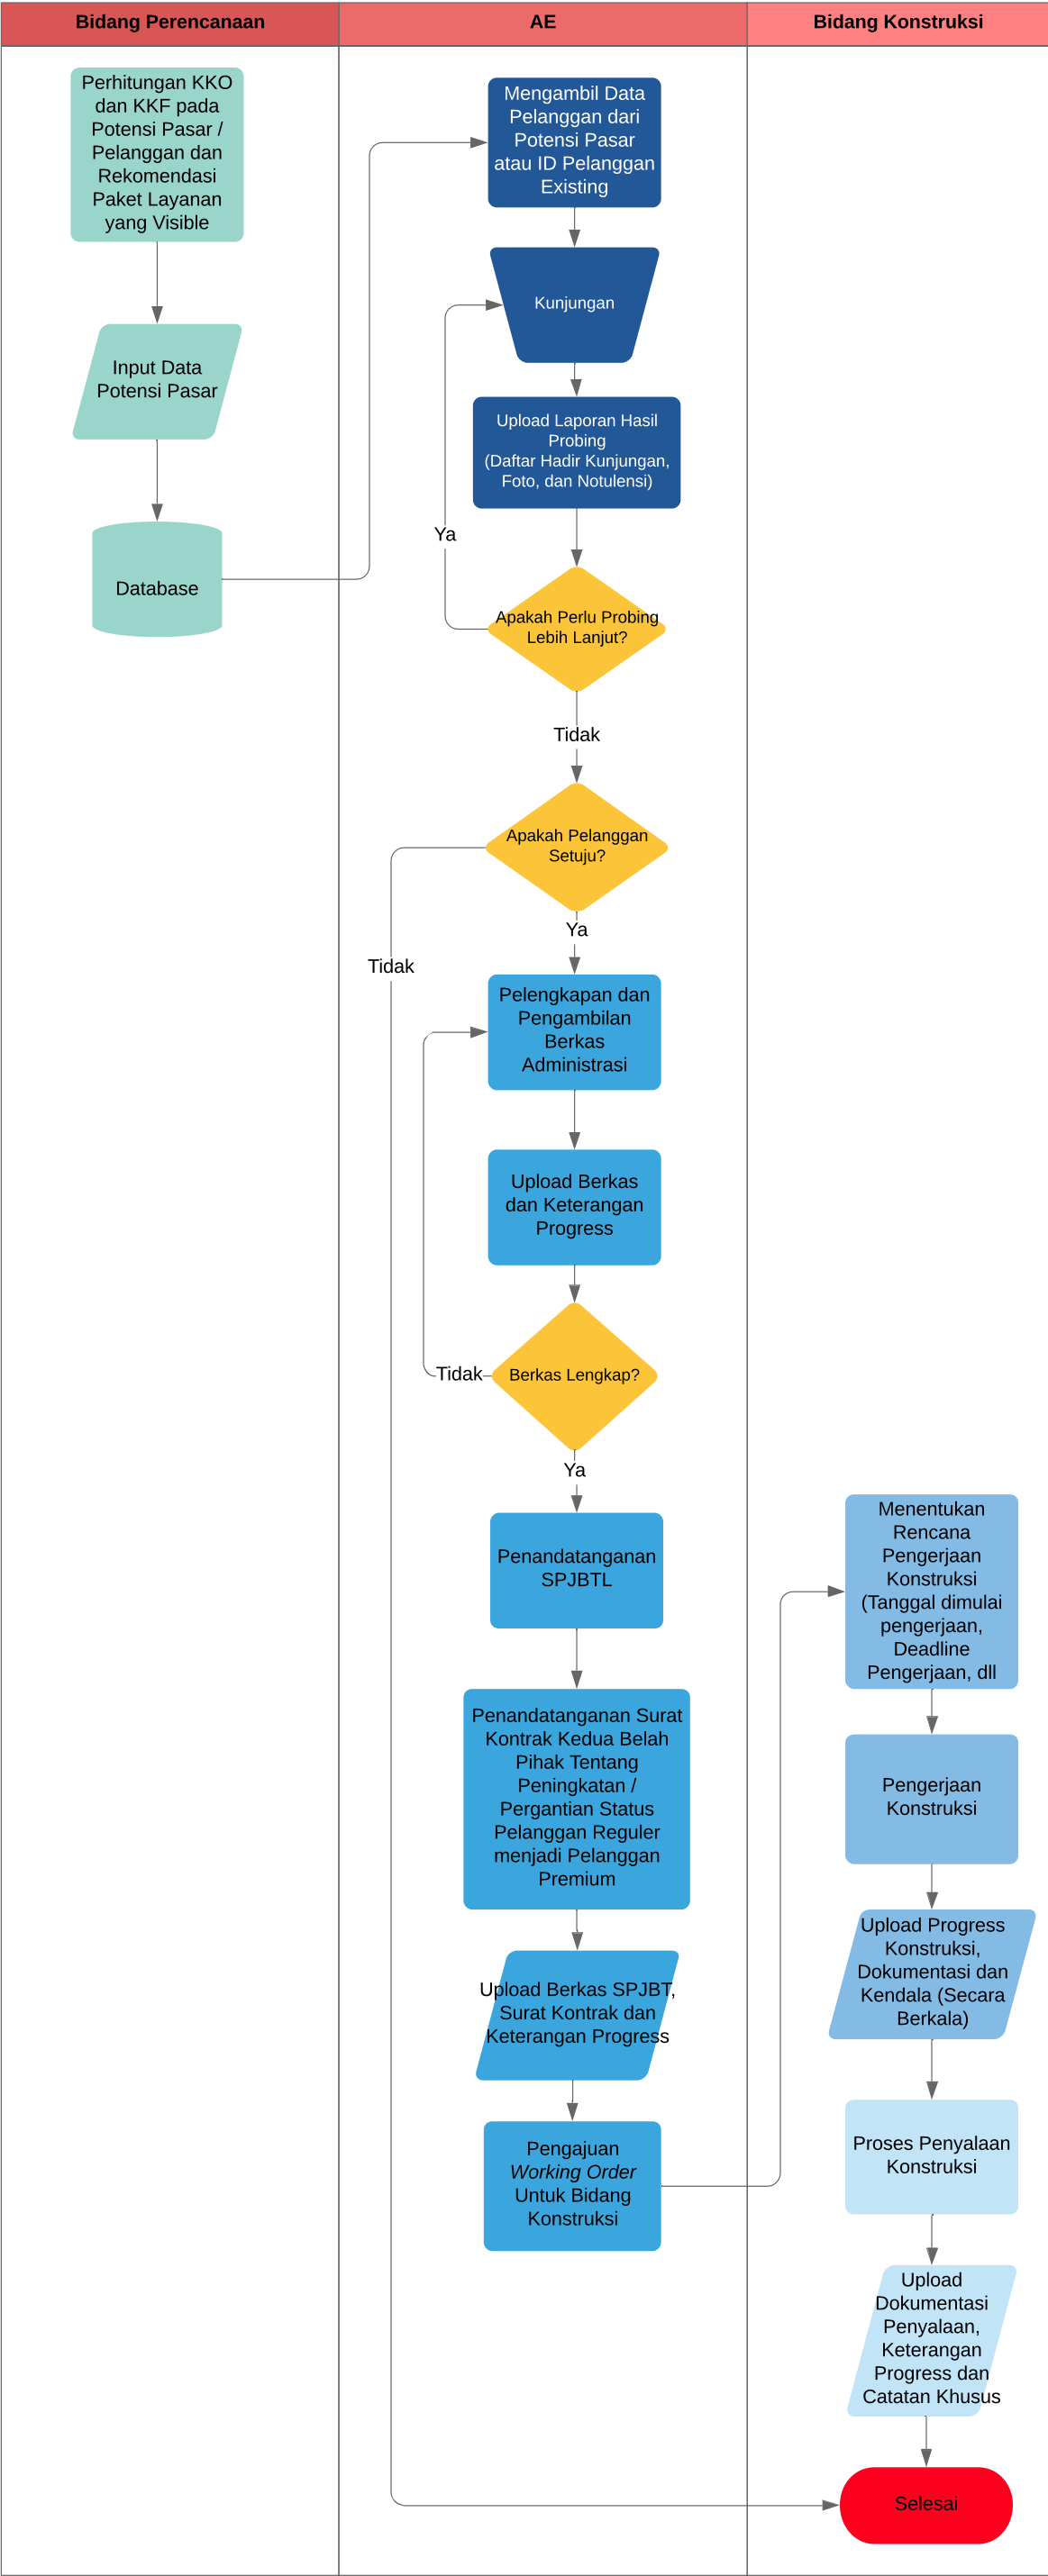 Bidang Perencanaan
AE
Bidang Konstruksi
Perhitungan KKO
dan KKF pada
Potensi Pasar /
Pelanggan dan
Rekomendasi
Paket Layanan
yang Visible
Input Data
Potensi Pasar
Database
Mengambil Data
Pelanggan dari
Potensi Pasar
atau ID Pelanggan
Existing
Kunjungan
Upload Laporan Hasil
Probing
(Daftar Hadir Kunjungan,
Foto, dan Notulensi)
Ya
Apakah Perlu Probing
Lebih Lanjut?
Tidak
Apakah Pelanggan
Setuju?
Ya
Tidak
Pelengkapan dan
Pengambilan
Berkas
Administrasi
Upload Berkas
dan Keterangan
Progress
Tidak
Berkas Lengkap?
Ya
Penandatanganan
SPJBTL
Penandatanganan Surat
Kontrak Kedua Belah
Pihak Tentang
Peningkatan /
Pergantian Status
Pelanggan Reguler
menjadi Pelanggan
Premium
Upload Berkas SPJBT,
Surat Kontrak dan
Keterangan Progress
Pengajuan
Working Order
Untuk Bidang
Konstruksi
Menentukan
Rencana
Pengerjaan
Konstruksi
(Tanggal dimulai
pengerjaan,
Deadline
Pengerjaan, dll
Pengerjaan
Konstruksi
Upload Progress
Konstruksi,
Dokumentasi dan
Kendala (Secara
Berkala)
Proses Penyalaan
Konstruksi
Upload
Dokumentasi
Penyalaan,
Keterangan
Progress dan
Catatan Khusus
Selesai